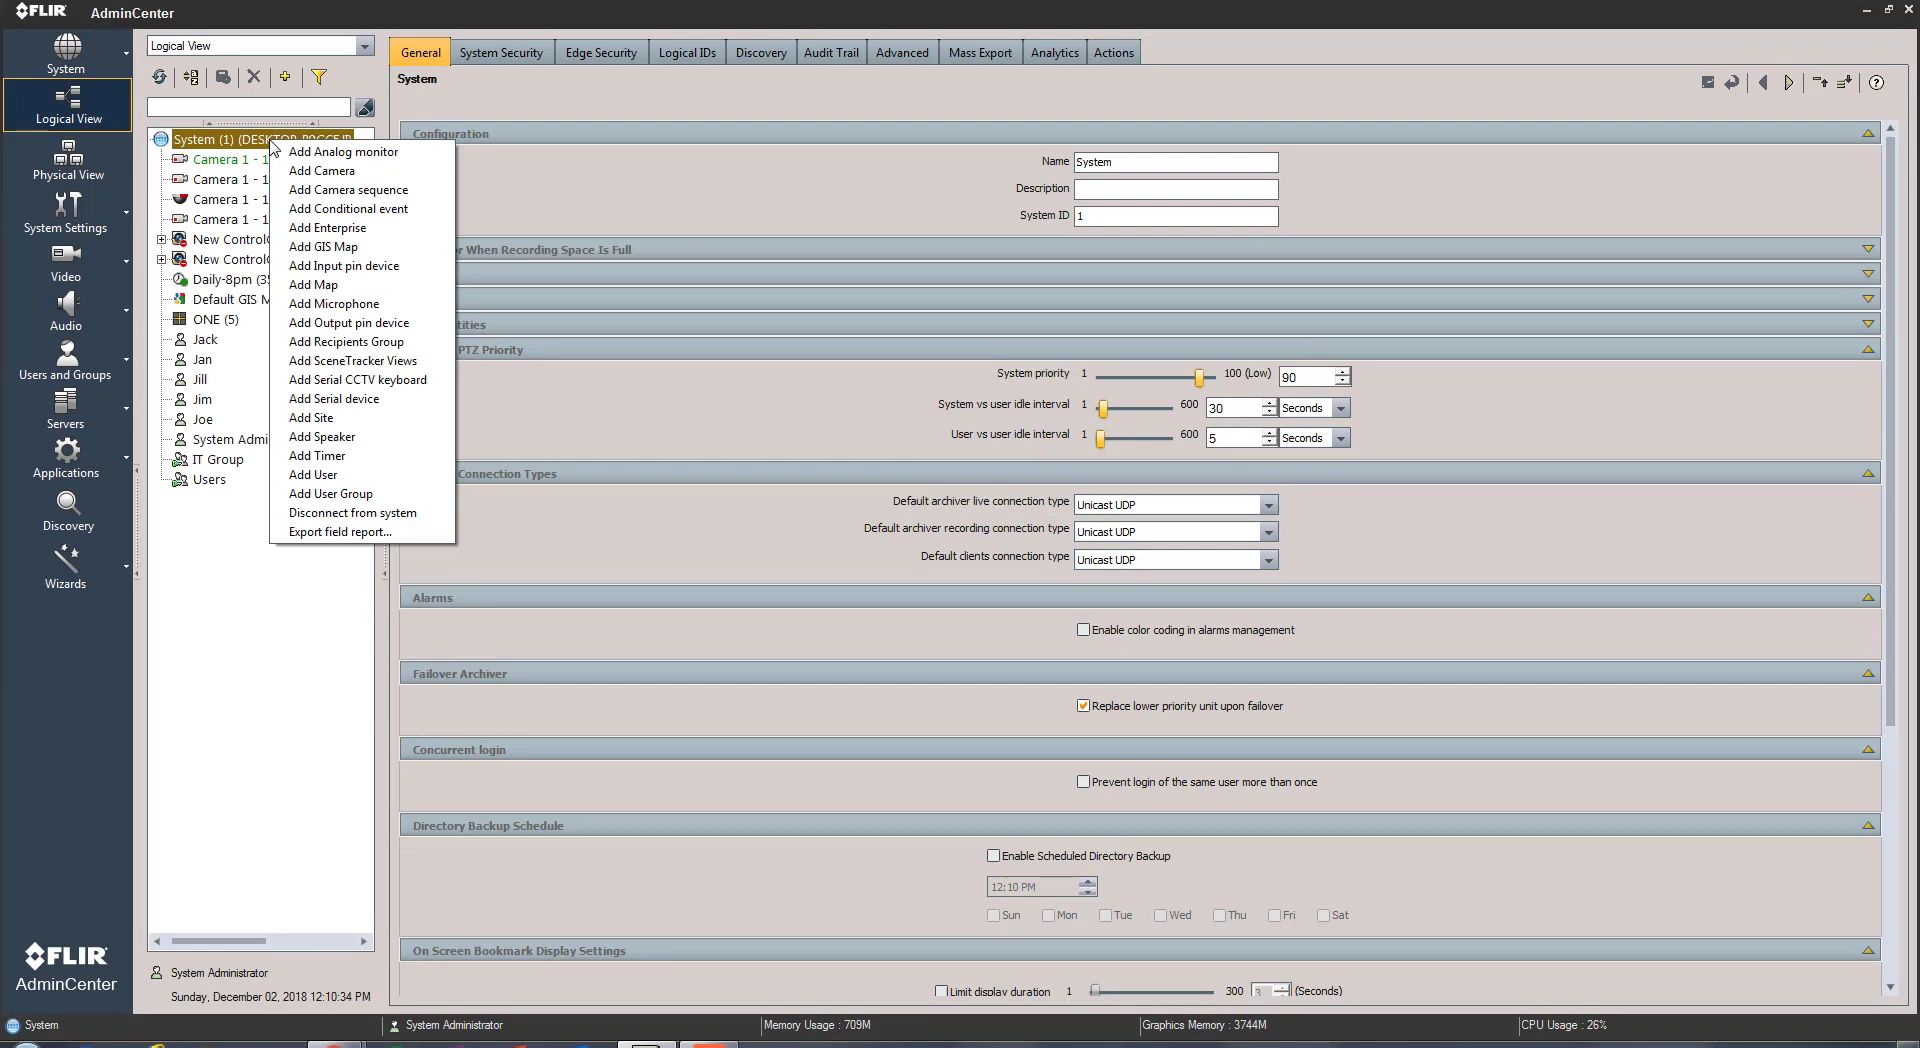 FLIR AdminCenter
System
Logical View
Physical View
System Settings
Video
Audio
Users and Groups
Servers
Applications
Discovery
Wizards
FLIR
AdminCenter
Logical View
System (1) (DESKTOP
Camera 1 - 1
Camera 1 - 1
Camera 1 - 1
Camera 1 - 1
New Control
New Control
Daily-8pm (35
Default GIS M
ONE (5)
Jack
Jan
Jill
Jim
Joe
System Admi
IT Group
Users
System Administrator
Sunday, December 02, 2018 12:10:34 PM
Add Analog monitor
Add Camera
Add Camera sequence
Add Conditional event
Add Enterprise
Add GIS Map
Add Input pin device
Add Map
Add Microphone
Add Output pin device
Add Recipients Group
Add SceneTracker Views
Add Serial CCTV keyboard
Add Serial device
Add Site
Add Speaker
Add Timer
Add User
Add User Group
Disconnect from system
Export field report...
General System Security Edge Security Logical IDs Discovery Audit Trail Advanced Mass Export Analytics Actions
System
Configuration
Name System
Description
System ID 1
or When Recording Space Is Full
tities
PTZ Priority
System priority 1 100 (Low) 90
System vs user idle interval 1 600 30 Seconds
User vs user idle interval 1 600 5 Seconds
Connection Types
Default archiver live connection type Unicast UDP
Default archiver recording connection type Unicast UDP
Default clients connection type Unicast UDP
Alarms
Enable color coding in alarms management
Failover Archiver
Replace lower priority unit upon failover
Concurrent login
Prevent login of the same user more than once
Directory Backup Schedule
Enable Scheduled Directory Backup
12:10 PM
Sun Mon Tue Wed Thu Fri Sat
On Screen Bookmark Display Settings
Limit display duration 1 300 3 (Seconds)
System System Administrator Memory Usage : 709M Graphics Memory : 3744M CPU Usage : 26%